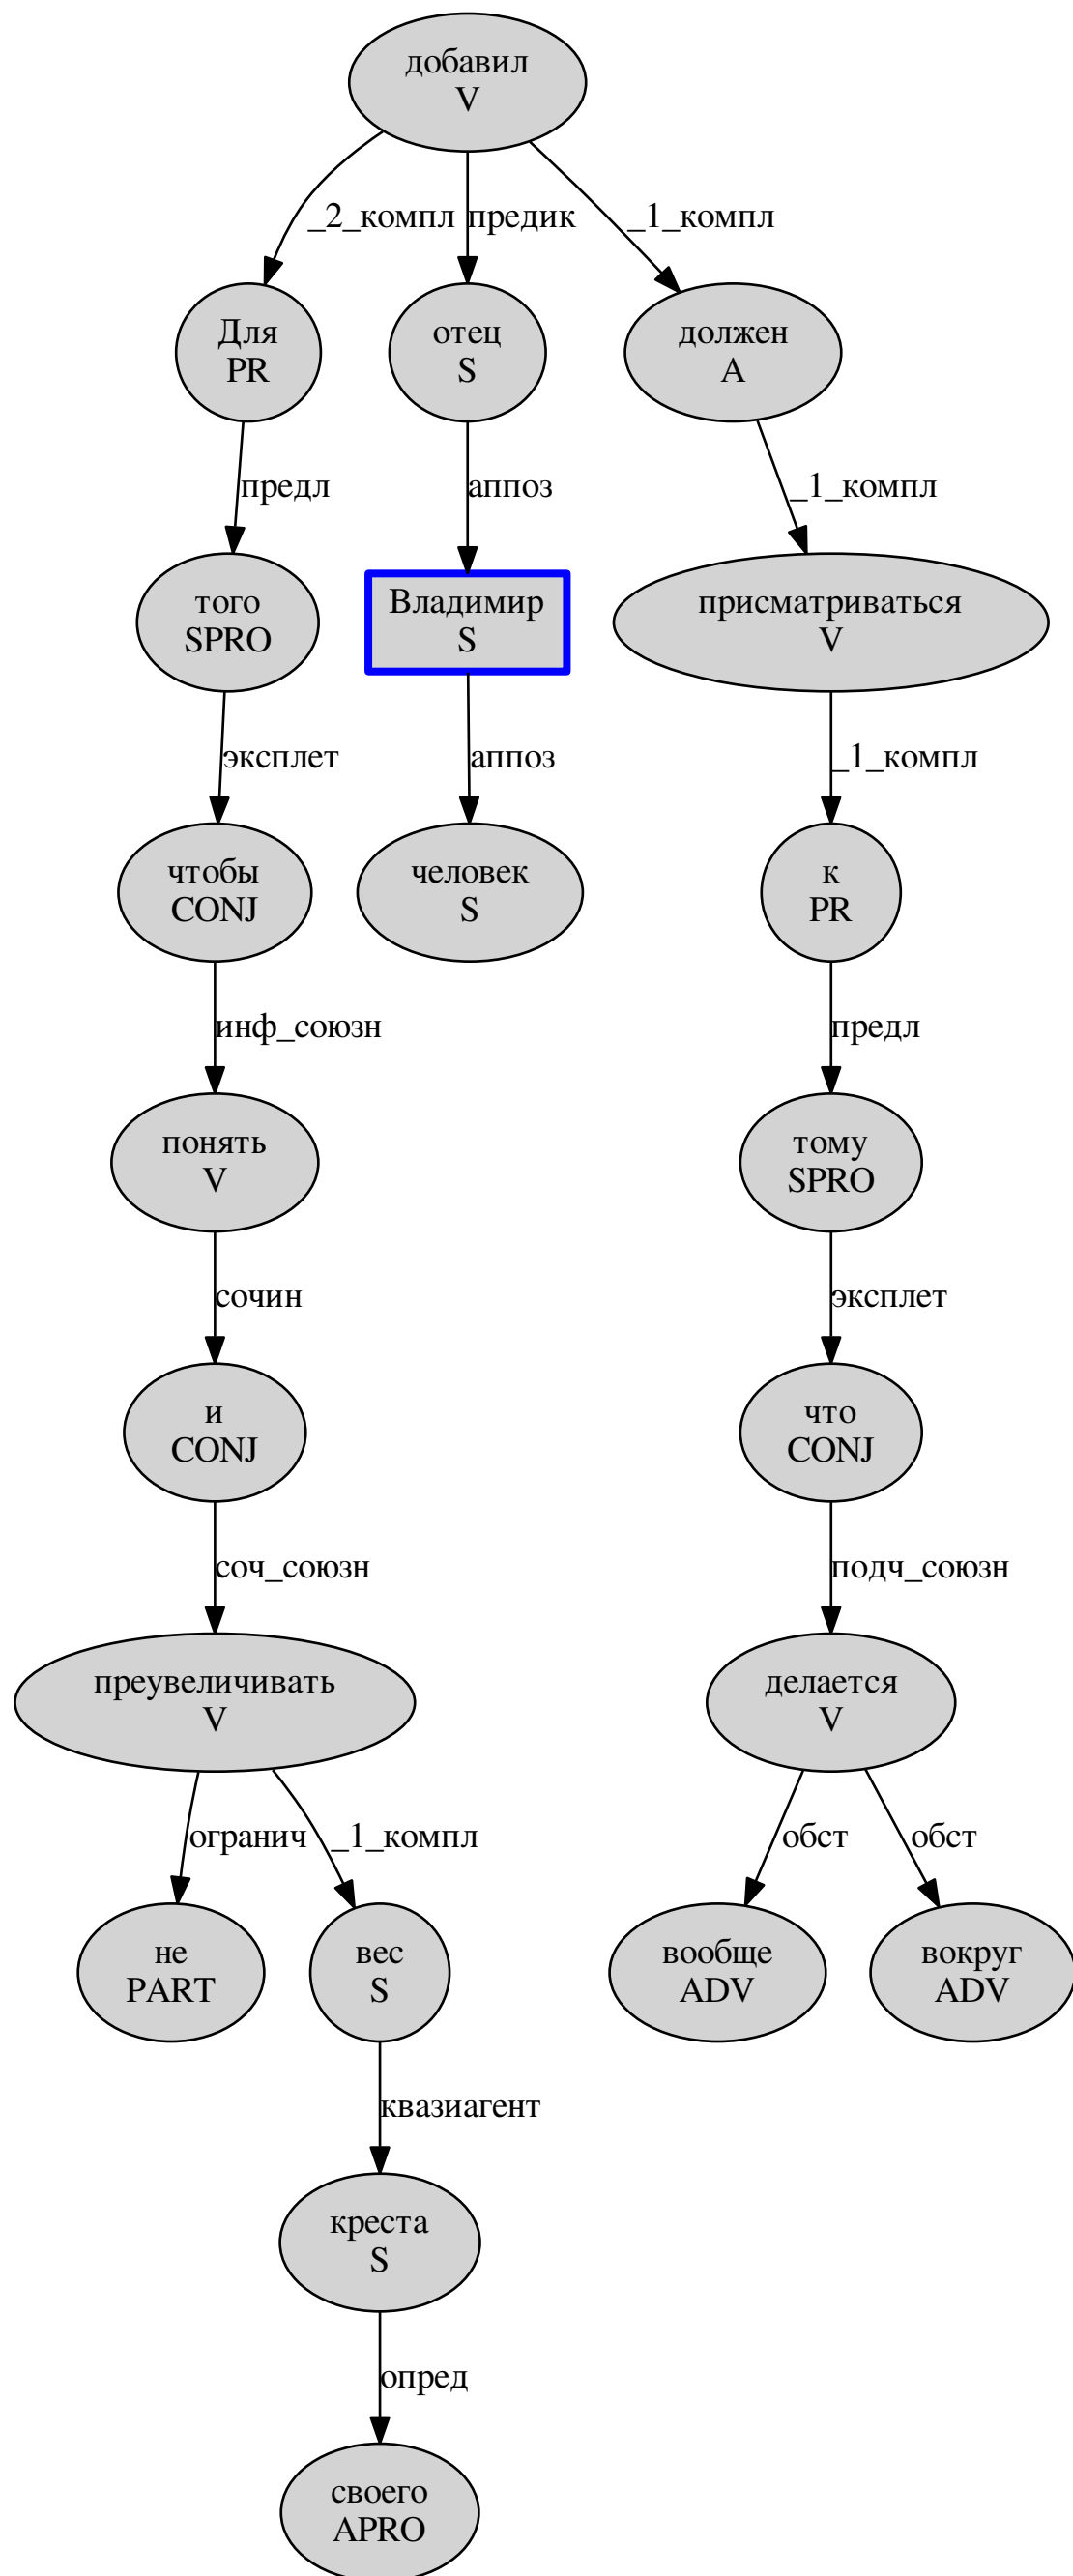 добавил
V
_2_компл
предик
_1_компл
Для
PR
отец
S
должен
A
предл
аппоз
_1_компл
того
SPRO
Владимир
S
присматриваться
V
эксплет
аппоз
_1_компл
чтобы
CONJ
человек
S
к
PR
инф_союзн
предл
понять
V
тому
SPRO
сочин
эксплет
и
CONJ
что
CONJ
соч_союзн
подч_союзн
преувеличивать
V
делается
V
огранич
_1_компл
обст
обст
не
PART
вес
S
вообще
ADV
вокруг
ADV
квазиагент
креста
S
опред
своего
APRO